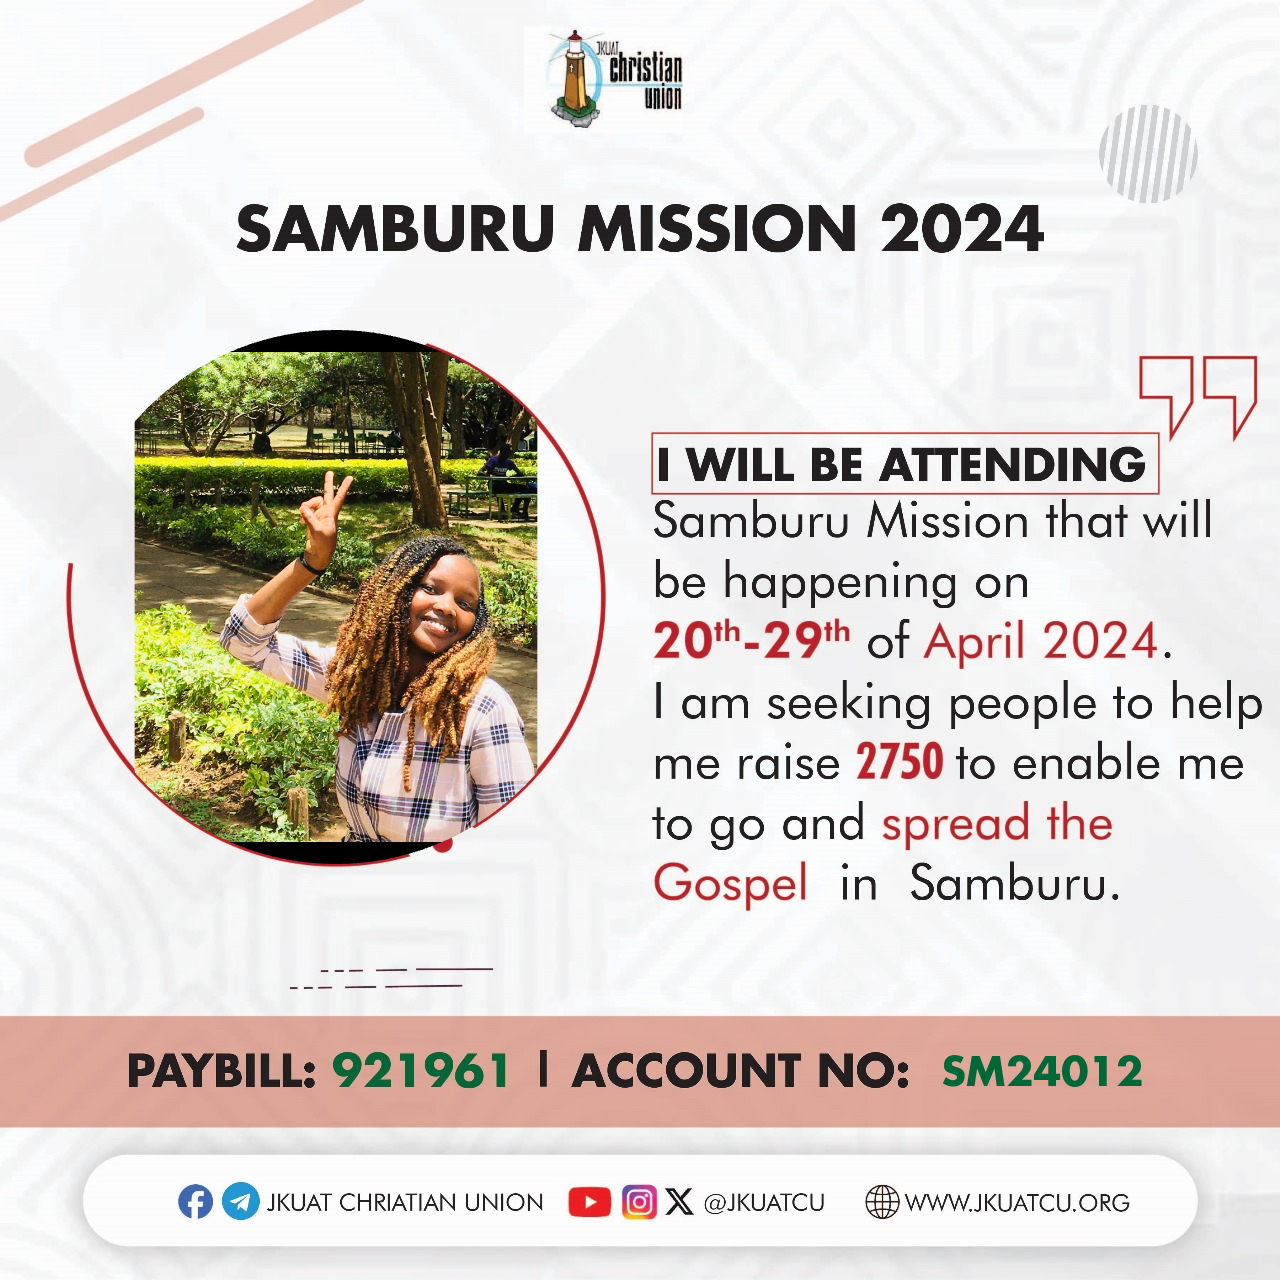 JKUAT
christian
union
SAMBURU MISSION 2024
I WILL BE ATTENDING
Samburu Mission that will
be happening on
20th-29th of April 2024.
I am seeking people to help
me raise 2750 to enable me
to go and spread the
Gospel in Samburu.
PAYBILL: 921961 | ACCOUNT NO: SM24012
JKUAT CHRIATIAN UNION @JKUATCU WWW.JKUATCU.ORG